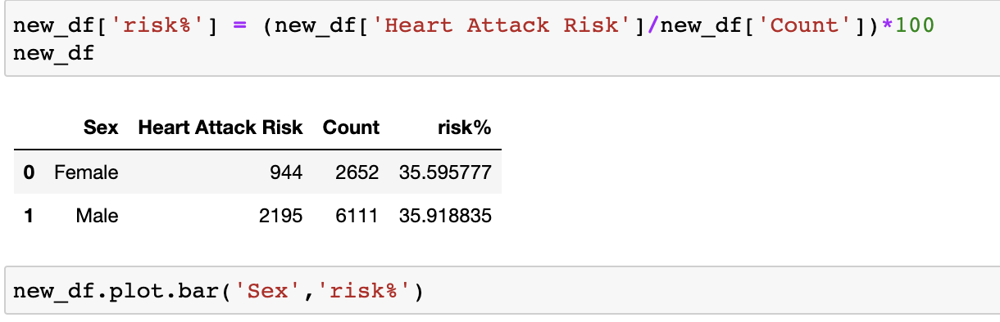 new_df['risk%'] = (new_df['Heart Attack Risk']/new_df['Count'])*100
new_df
Sex Heart Attack Risk Count risk%
0 Female 944 2652 35.595777
1 Male 2195 6111 35.918835
new_df.plot.bar('Sex','risk%')